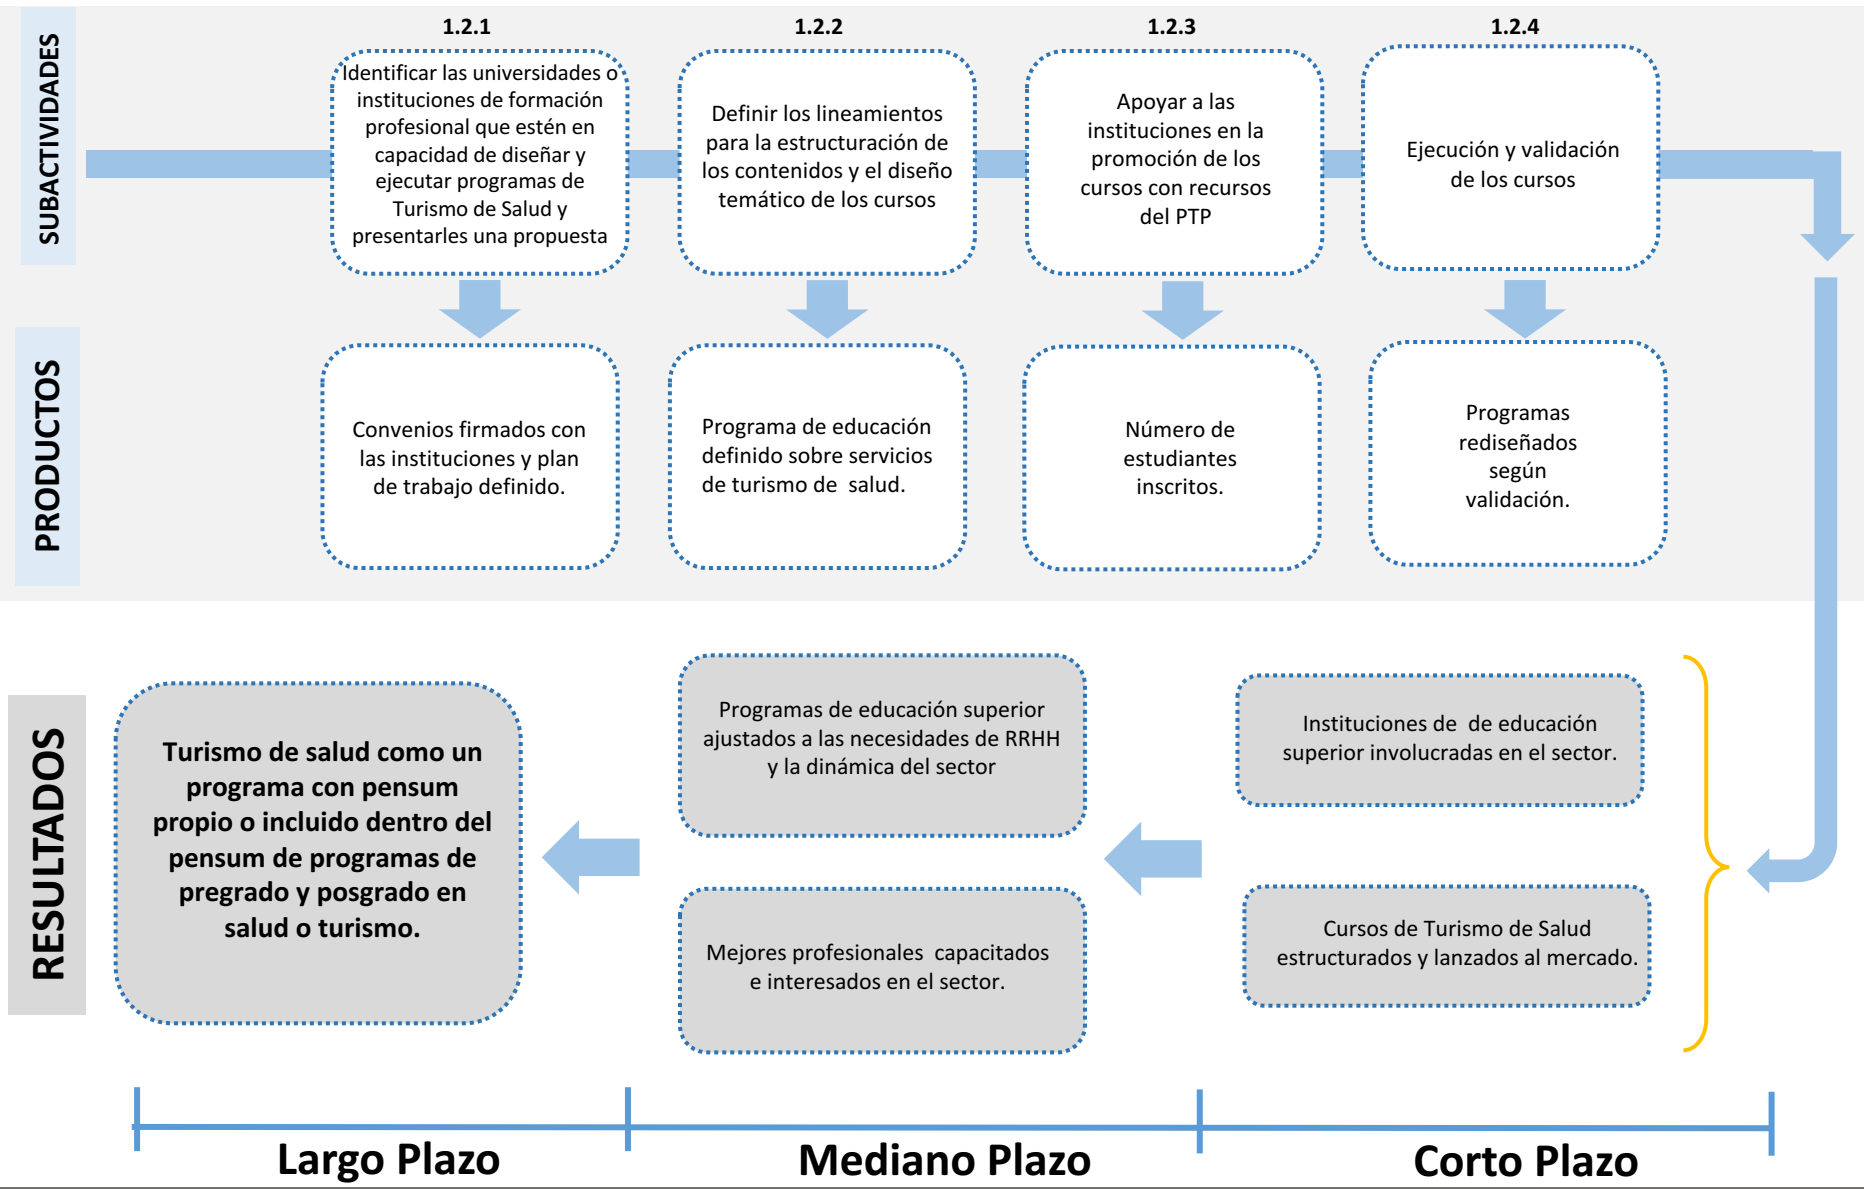 SUBACTIVIDADES
1.2.1
Identificar las universidades o
instituciones de formación
profesional que estén en
capacidad de diseñar y
ejecutar programas de
Turismo de Salud y
presentarles una propuesta
1.2.2
Definir los lineamientos
para la estructuración de
los contenidos y el diseño
temático de los cursos
1.2.3
Apoyar a las
instituciones en la
promoción de los
cursos con recursos
del PTP
1.2.4
Ejecución y validación
de los cursos
PRODUCTOS
Convenios firmados con
las instituciones y plan
de trabajo definido.
Programa de educación
definido sobre servicios
de turismo de salud.
Número de
estudiantes
inscritos.
Programas
rediseñados
según
validación.
RESULTADOS
Turismo de salud como un
programa con pensum
propio o incluido dentro del
pensum de programas de
pregrado y posgrado en
salud o turismo.
Programas de educación superior
ajustados a las necesidades de RRHH
y la dinámica del sector
Mejores profesionales capacitados
e interesados en el sector.
Instituciones de de educación
superior involucradas en el sector.
Cursos de Turismo de Salud
estructurados y lanzados al mercado.
Largo Plazo
Mediano Plazo
Corto Plazo